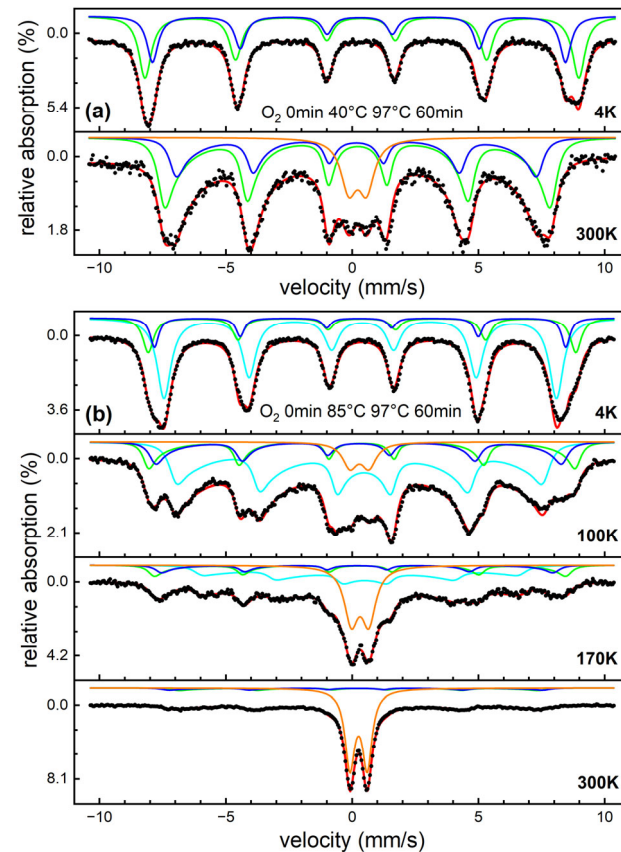 relative absorption (%)
0.0
5.4
(a)
O₂ 0min 40°C 97°C 60min
4K
0.0
1.8
300K
−10 −5 0 5 10
velocity (mm/s)
relative absorption (%)
0.0
3.6
(b)
O₂ 0min 85°C 97°C 60min
4K
0.0
2.1
100K
0.0
4.2
170K
0.0
8.1
300K
−10 −5 0 5 10
velocity (mm/s)